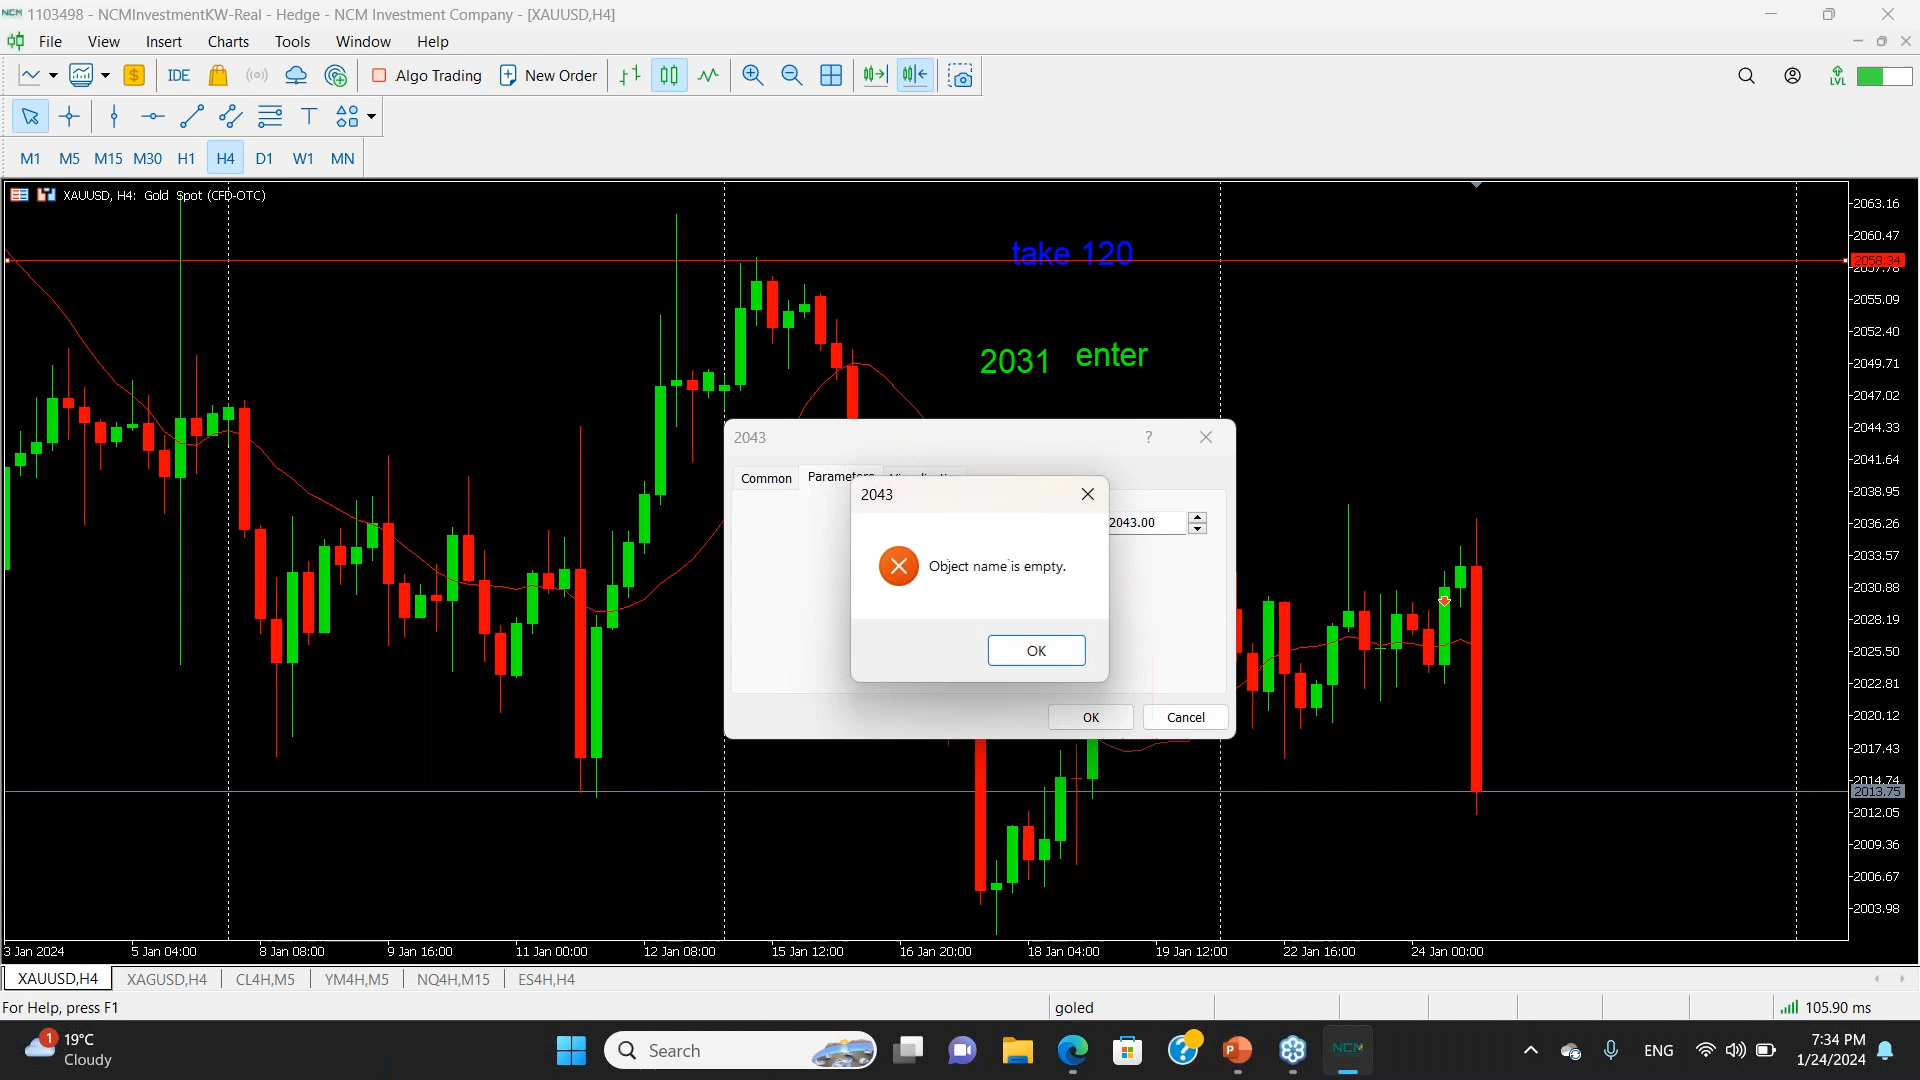 NCM 1103498 - NCMInvestmentKW-Real - Hedge - NCM Investment Company - [XAUUSD,H4]
File View Insert Charts Tools Window Help
IDE Algo Trading New Order LVL
M1 M5 M15 M30 H1 H4 D1 W1 MN
XAUUSD, H4: Gold Spot (CFD-OTC)
take 120
2031 enter
2063.16
2060.47
2058.34
2057.78
2055.09
2052.40
2049.71
2047.02
2044.33
2041.64
2038.95
2036.26
2033.57
2030.88
2028.19
2025.50
2022.81
2020.12
2017.43
2014.74
2013.75
2012.05
2009.36
2006.67
2003.98
2043 ?
Common Parameters
2043
2043.00
Object name is empty.
OK
OK Cancel
3 Jan 2024 5 Jan 04:00 8 Jan 08:00 9 Jan 16:00 11 Jan 00:00 12 Jan 08:00 15 Jan 12:00 16 Jan 20:00 18 Jan 04:00 19 Jan 12:00 22 Jan 16:00 24 Jan 00:00
XAUUSD,H4 XAGUSD,H4 CL4H,M5 YM4H,M5 NQ4H,M15 ES4H,H4
For Help, press F1 goled 105.90 ms
1 19°C
Cloudy
Search
NCM
ENG
7:34 PM
1/24/2024